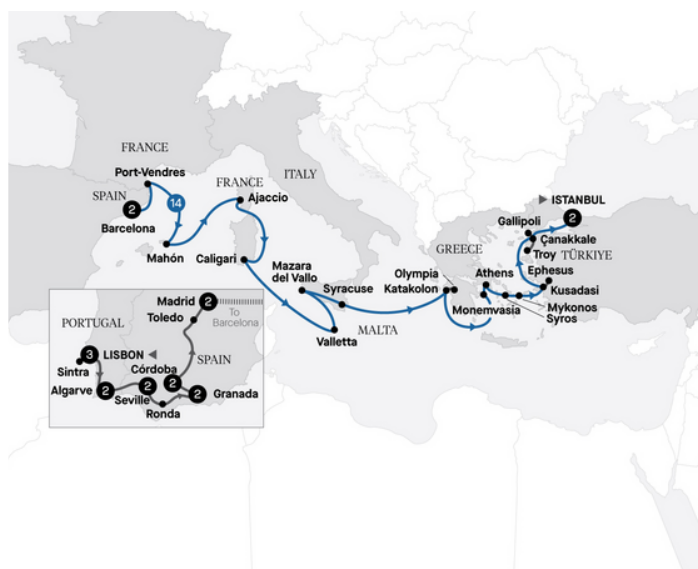 FRANCE
Port-Vendres
FRANCE
ITALY
SPAIN
14
Ajaccio
2
Barcelona
Mahón
Caligari
ISTANBUL
2
Gallipoli
Çanakkale
Troy
TÜRKIYE
GREECE
Mazara
del Vallo
Syracuse
Olympia
Katakolon
Athens
Ephesus
Kusadasi
Monemvasia
Mykonos
Syros
Valletta
MALTA
Madrid
2
To
Barcelona
Toledo
PORTUGAL
3
LISBON
SPAIN
Sintra
Córdoba
2
2
Algarve
2
Seville
2
Granada
Ronda